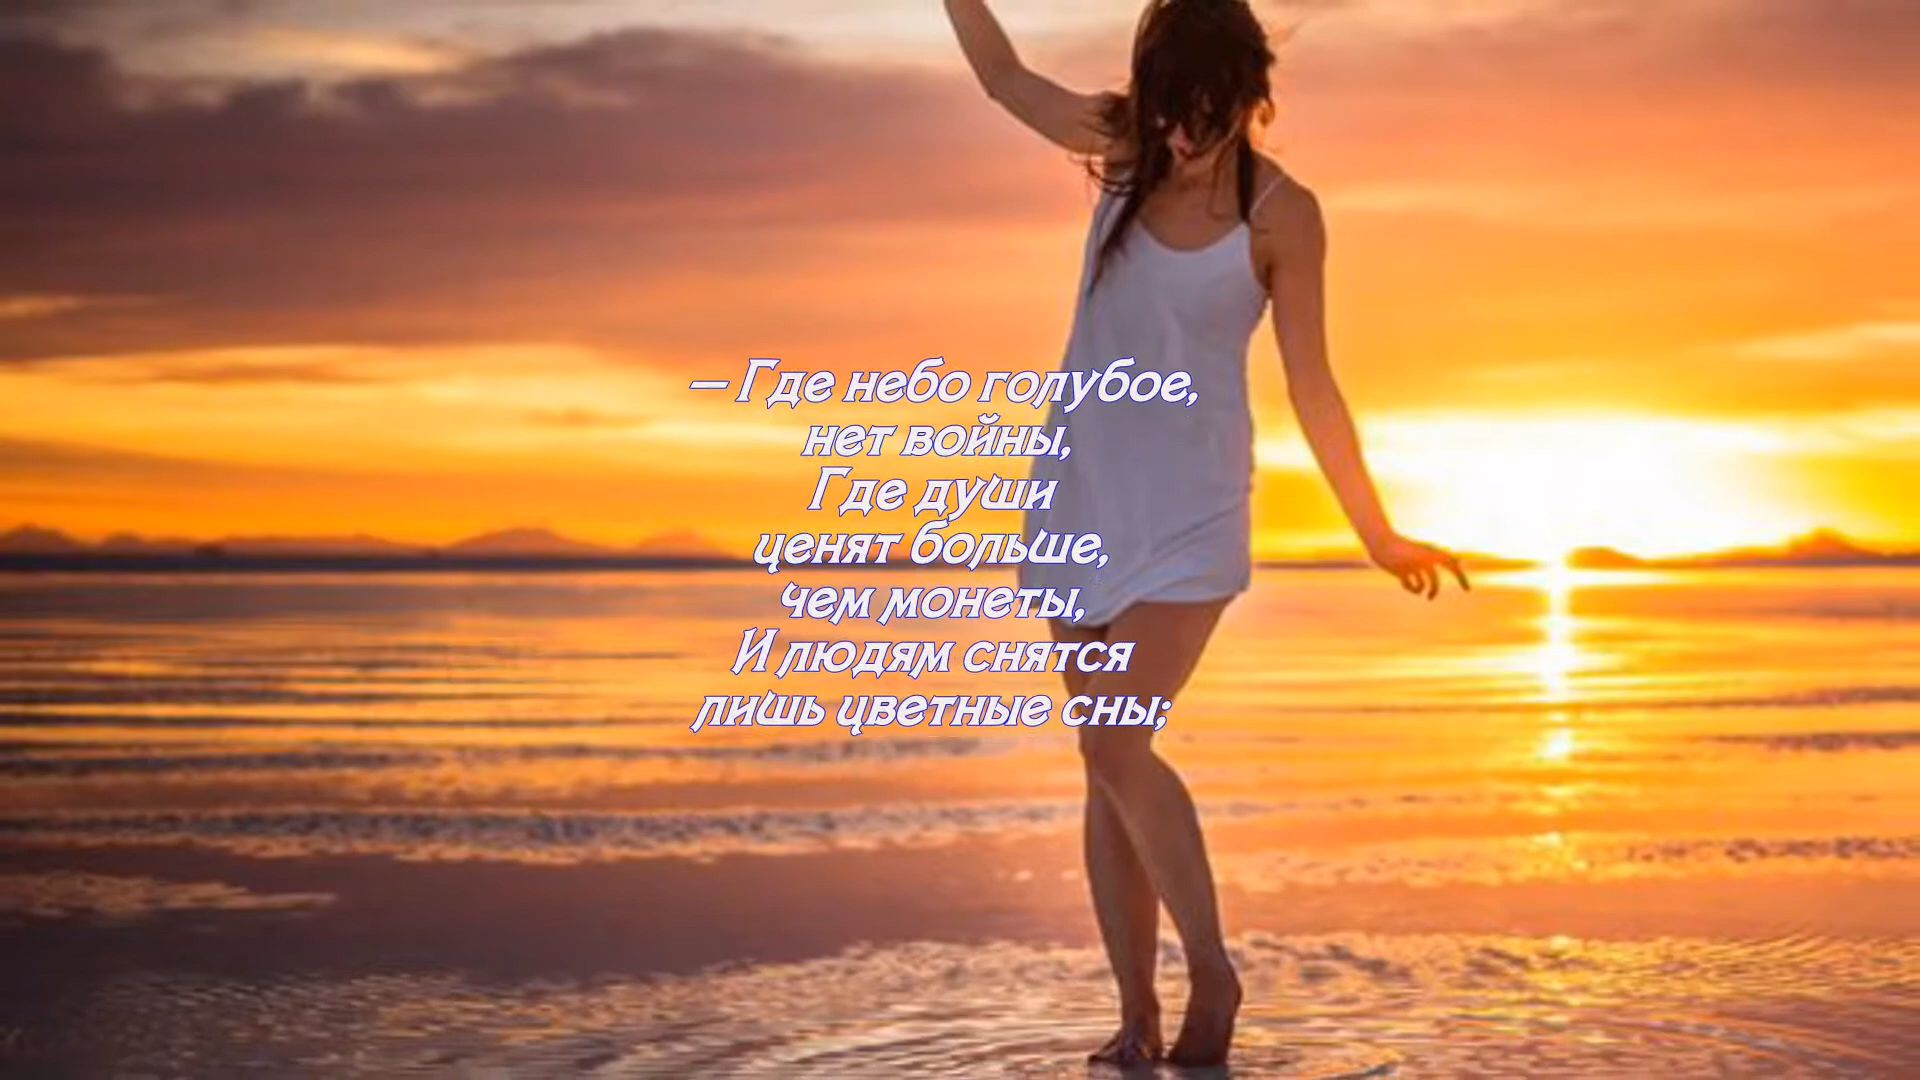 — Где небо голубое,
нет войны,
Где души
ценят больше,
чем монеты,
И людям снятся
лишь цветные сны;